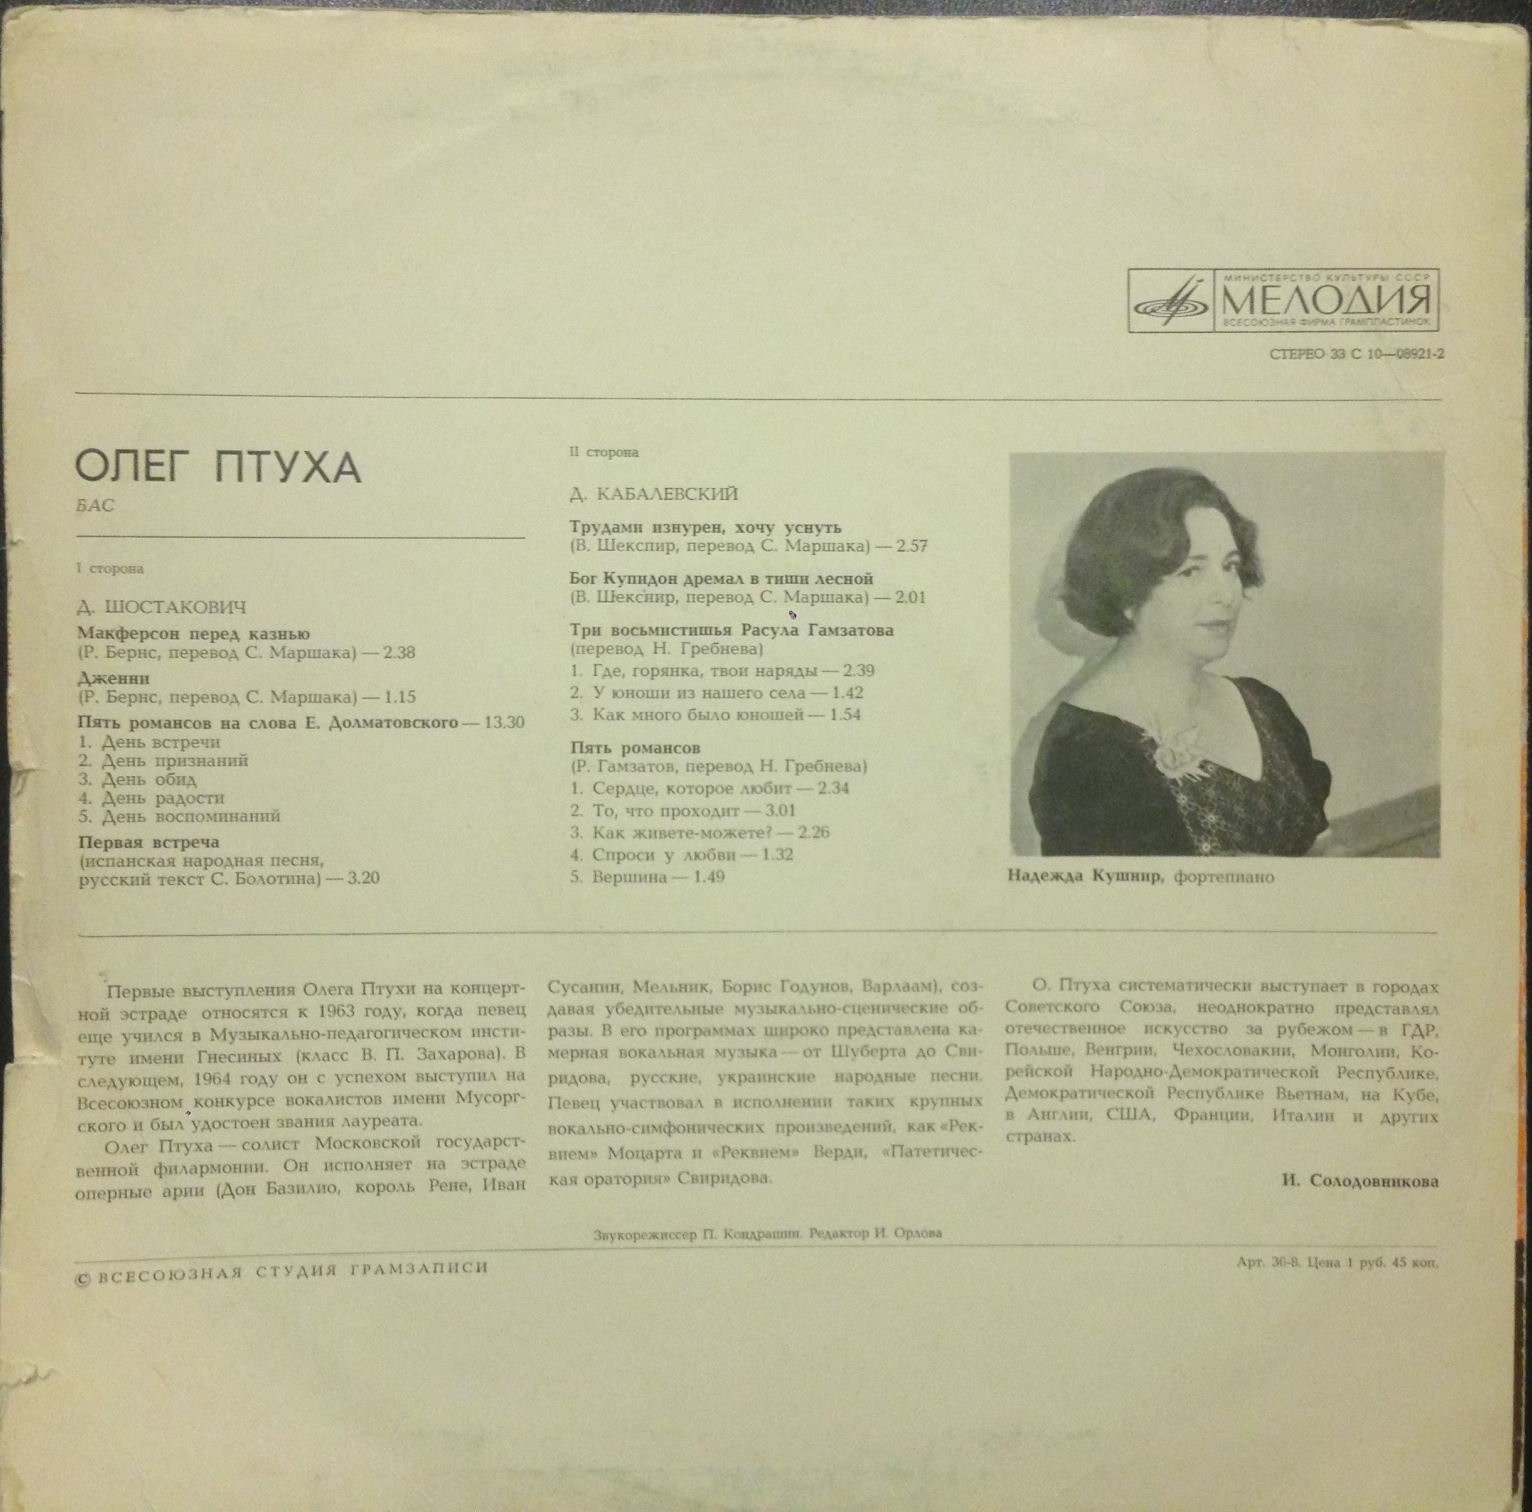 МИНИСТЕРСТВО КУЛЬТУРЫ СССР
МЕЛОДИЯ
ВСЕСОЮЗНАЯ ФИРМА ГРАМПЛАСТИНОК
СТЕРЕО 33 С 10—08921-2
ОЛЕГ ПТУХА
БАС
I сторона
Д. ШОСТАКОВИЧ
Макферсон перед казнью
(Р. Бернс, перевод С. Маршака) — 2.38
Дженни
(Р. Бернс, перевод С. Маршака) — 1.15
Пять романсов на слова Е. Долматовского — 13.30
1. День встречи
2. День признаний
3. День обид
4. День радости
5. День воспоминаний
Первая встреча
(испанская народная песня,
русский текст С. Болотина) — 3.20
II сторона
Д. КАБАЛЕВСКИЙ
Трудами изнурен, хочу уснуть
(В. Шекспир, перевод С. Маршака) — 2.57
Бог Купидон дремал в тиши лесной
(В. Шекспир, перевод С. Маршака) — 2.01
Три восьмистишья Расула Гамзатова
(перевод Н. Гребнева)
1. Где, горянка, твои наряды — 2.39
2. У юноши из нашего села — 1.42
3. Как много было юношей — 1.54
Пять романсов
(Р. Гамзатов, перевод Н. Гребнева)
1. Сердце, которое любит — 2.34
2. То, что проходит — 3.01
3. Как живете-можете? — 2.26
4. Спроси у любви — 1.32
5. Вершина — 1.49
Надежда Кушнир, фортепиано
Первые выступления Олега Птухи на концерт-
ной эстраде относятся к 1963 году, когда певец
еще учился в Музыкально-педагогическом инсти-
туте имени Гнесиных (класс В. П. Захарова). В
следующем, 1964 году он с успехом выступил на
Всесоюзном конкурсе вокалистов имени Мусорг-
ского и был удостоен звания лауреата.
Олег Птуха — солист Московской государст-
венной филармонии. Он исполняет на эстраде
оперные арии (Дон Базилио, король Рене, Иван
Сусанин, Мельник, Борис Годунов, Варлаам), соз-
давая убедительные музыкально-сценические об-
разы. В его программах широко представлена ка-
мерная вокальная музыка — от Шуберта до Сви-
ридова, русские, украинские народные песни.
Певец участвовал в исполнении таких крупных
вокально-симфонических произведений, как «Рек-
вием» Моцарта и «Реквием» Верди, «Патетичес-
кая оратория» Свиридова.
О. Птуха систематически выступает в городах
Советского Союза, неоднократно представлял
отечественное искусство за рубежом — в ГДР,
Польше, Венгрии, Чехословакии, Монголии, Ко-
рейской Народно-Демократической Республике,
Демократической Республике Вьетнам, на Кубе,
в Англии, США, Франции, Италии и других
странах.
И. Солодовникова
Звукорежиссер П. Кондрашин. Редактор И. Орлова
© ВСЕСОЮЗНАЯ СТУДИЯ ГРАМЗАПИСИ
Арт. 36-8. Цена 1 руб. 45 коп.